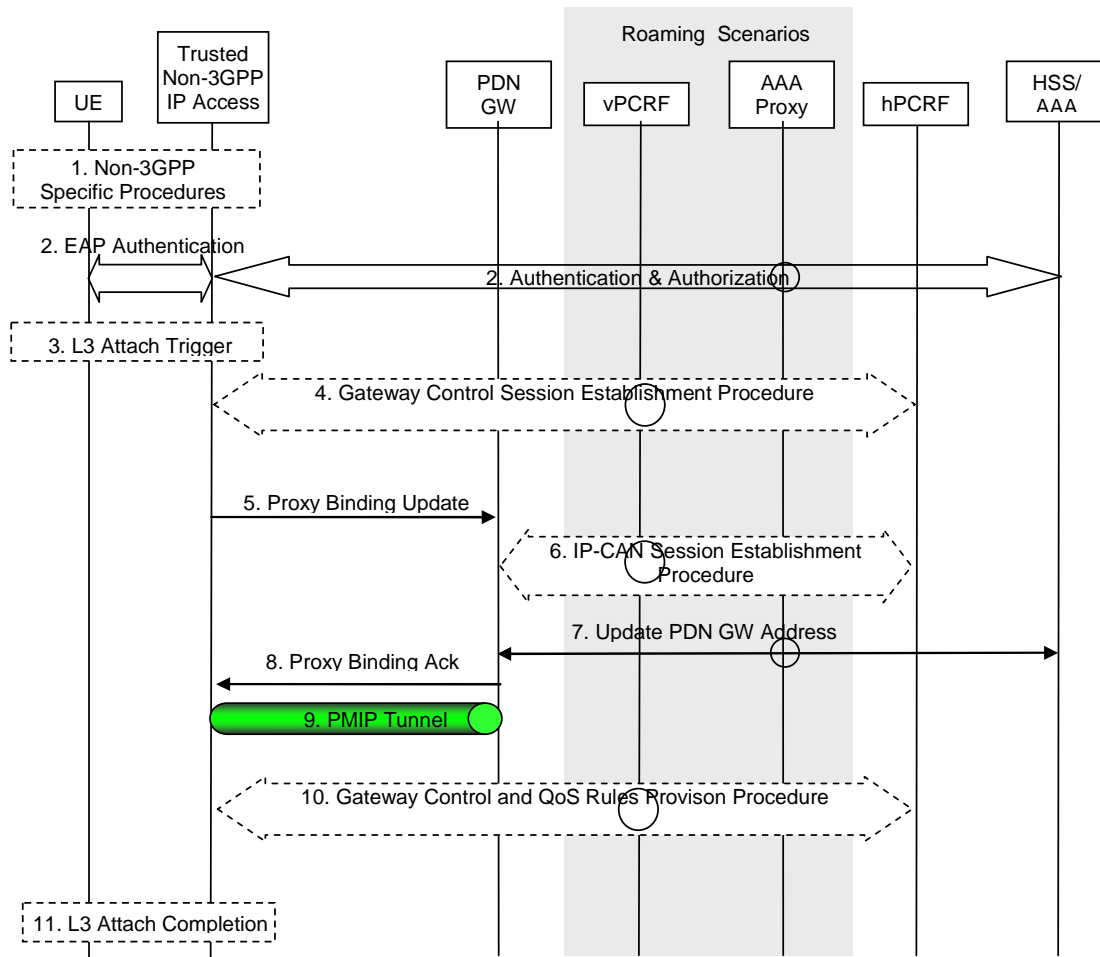 Roaming Scenarios
UE
Trusted
Non-3GPP
IP Access
PDN
GW
vPCRF
AAA
Proxy
hPCRF
HSS/
AAA
1. Non-3GPP
Specific Procedures
2. EAP Authentication
2. Authentication & Authorization
3. L3 Attach Trigger
4. Gateway Control Session Establishment Procedure
5. Proxy Binding Update
6. IP-CAN Session Establishment
Procedure
7. Update PDN GW Address
8. Proxy Binding Ack
9. PMIP Tunnel
10. Gateway Control and QoS Rules Provison Procedure
11. L3 Attach Completion